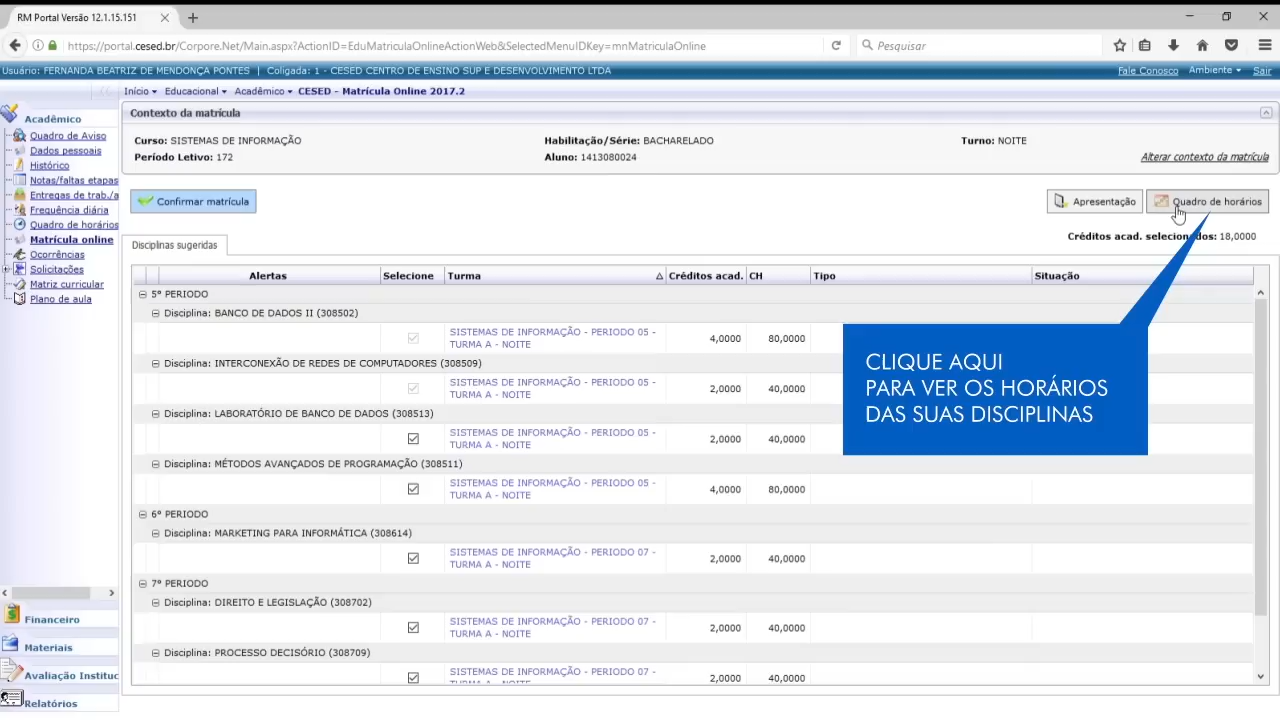 RM Portal Versão 12.1.15.151
https://portal.cesed.br/Corpore.Net/Main.aspx?ActionID=EduMatriculaOnlineActionWeb&SelectedMenuIDKey=mnMatriculaOnline
Pesquisar
Usuário: FERNANDA BEATRIZ DE MENDONÇA PONTES | Coligada: 1 - CESED CENTRO DE ENSINO SUP E DESENVOLVIMENTO LTDA
Fale Conosco Ambiente Sair
Início Educacional Acadêmico CESED - Matrícula Online 2017.2
Acadêmico
Quadro de Aviso
Dados pessoais
Histórico
Notas/faltas etapas
Entregas de trab./a
Frequência diária
Quadro de horários
Matrícula online
Ocorrências
Solicitações
Matriz curricular
Plano de aula
Financeiro
Materiais
Avaliação Instituc
Relatórios
Contexto da matrícula
Curso: SISTEMAS DE INFORMAÇÃO Habilitação/Série: BACHARELADO Turno: NOITE
Período Letivo: 172 Aluno: 1413080024
Alterar contexto da matrícula
Confirmar matrícula
Apresentação
Quadro de horários
Créditos acad. selecionados: 18,0000
Disciplinas sugeridas
Alertas Selecione Turma Créditos acad. CH Tipo Situação
5º PERIODO
Disciplina: BANCO DE DADOS II (308502)
SISTEMAS DE INFORMAÇÃO - PERIODO 05 -
TURMA A - NOITE
4,0000 80,0000
Disciplina: INTERCONEXÃO DE REDES DE COMPUTADORES (308509)
SISTEMAS DE INFORMAÇÃO - PERIODO 05 -
TURMA A - NOITE
2,0000 40,0000
Disciplina: LABORATÓRIO DE BANCO DE DADOS (308513)
SISTEMAS DE INFORMAÇÃO - PERIODO 05 -
TURMA A - NOITE
2,0000 40,0000
Disciplina: MÉTODOS AVANÇADOS DE PROGRAMAÇÃO (308511)
SISTEMAS DE INFORMAÇÃO - PERIODO 05 -
TURMA A - NOITE
4,0000 80,0000
6º PERIODO
Disciplina: MARKETING PARA INFORMÁTICA (308614)
SISTEMAS DE INFORMAÇÃO - PERIODO 07 -
TURMA A - NOITE
2,0000 40,0000
7º PERIODO
Disciplina: DIREITO E LEGISLAÇÃO (308702)
SISTEMAS DE INFORMAÇÃO - PERIODO 07 -
TURMA A - NOITE
2,0000 40,0000
Disciplina: PROCESSO DECISÓRIO (308709)
SISTEMAS DE INFORMAÇÃO - PERIODO 07 -
TURMA A - NOITE
2,0000 40,0000
CLIQUE AQUI
PARA VER OS HORÁRIOS
DAS SUAS DISCIPLINAS